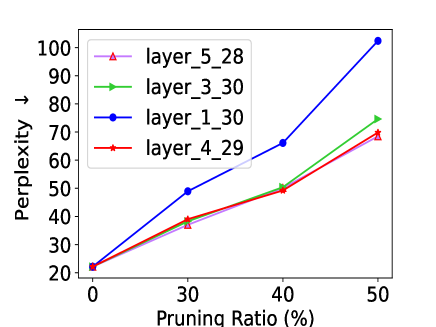 layer_5_28
layer_3_30
layer_1_30
layer_4_29
Perplexity ↓
100
90
80
70
60
50
40
30
20
0 30 40 50
Pruning Ratio (%)